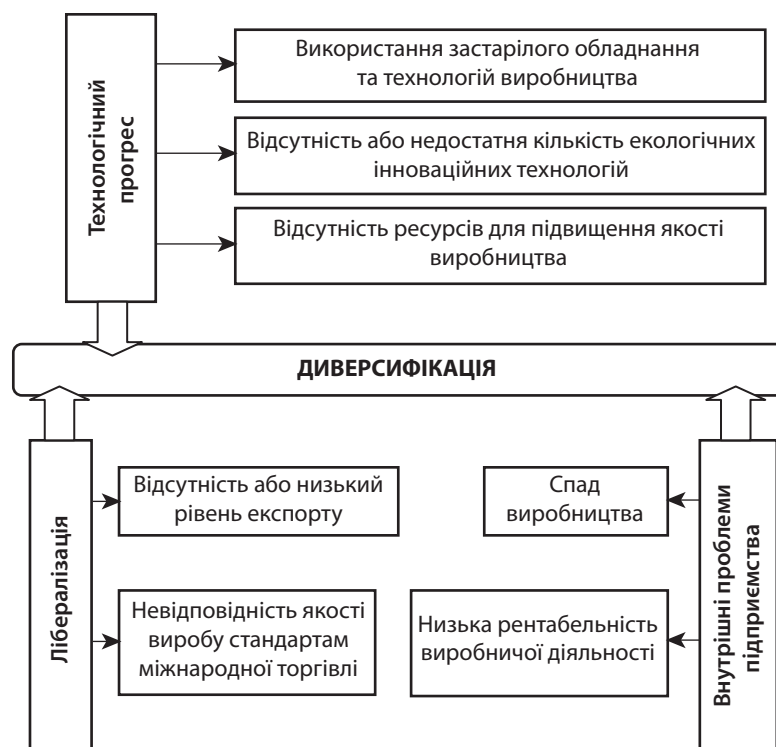 Технологічний
прогрес
Використання застарілого обладнання
та технологій виробництва
Відсутність або недостатня кількість екологічних
інноваційних технологій
Відсутність ресурсів для підвищення якості
виробництва
ДИВЕРСИФІКАЦІЯ
Лібералізація
Відсутність або низький
рівень експорту
Невідповідність якості
виробу стандартам
міжнародної торгівлі
Спад
виробництва
Низька рентабельність
виробничої діяльності
Внутрішні проблеми
підприємства